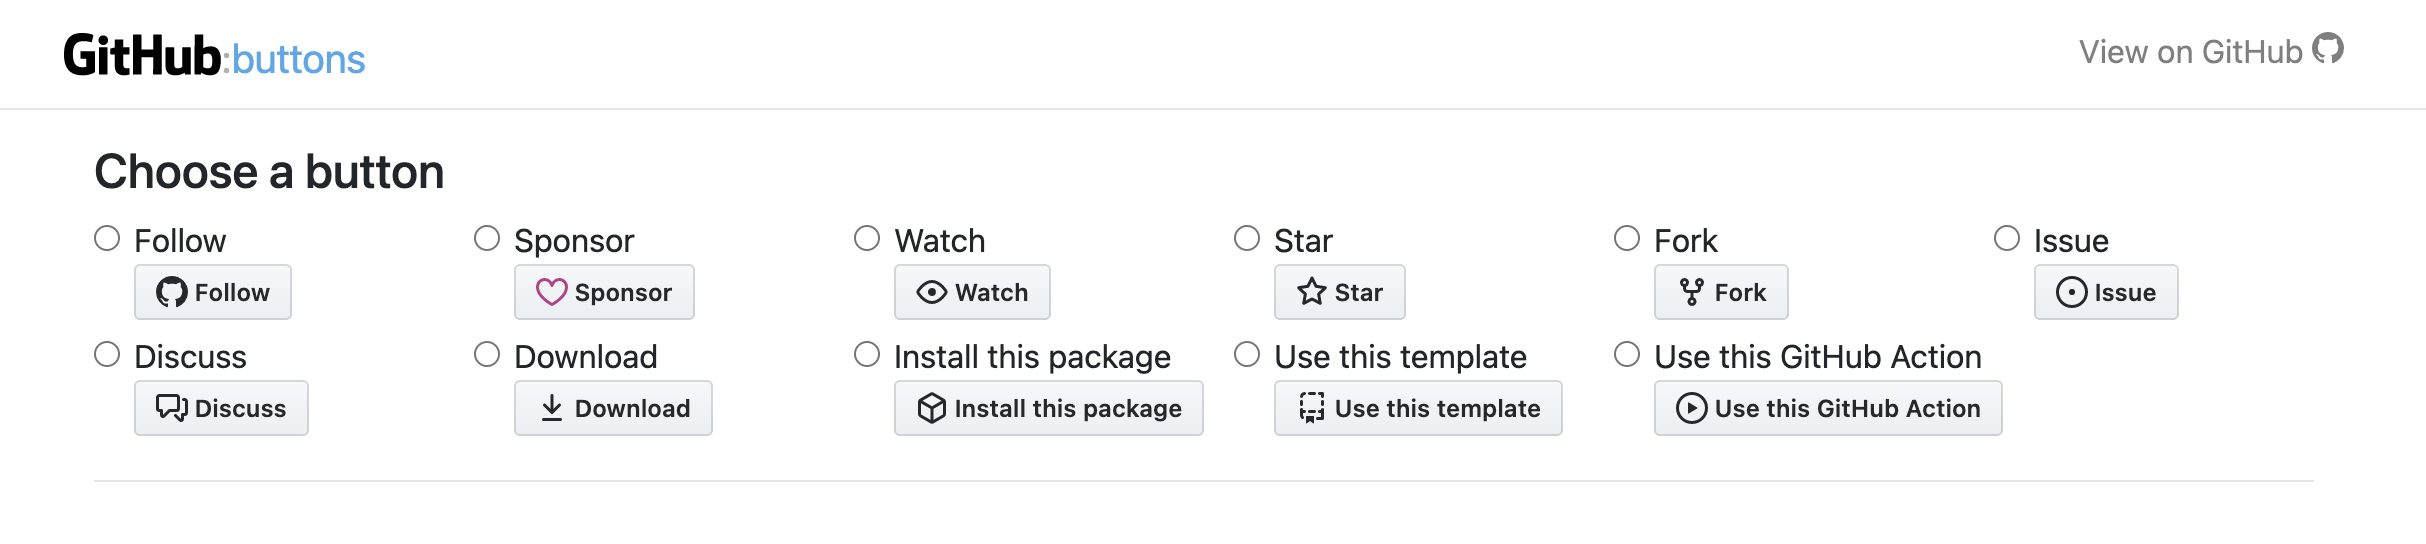 GitHub:buttons
View on GitHub
Choose a button
Follow
Sponsor
Watch
Star
Fork
Issue
Follow
Sponsor
Watch
Star
Fork
Issue
Discuss
Download
Install this package
Use this template
Use this GitHub Action
Discuss
Download
Install this package
Use this template
Use this GitHub Action